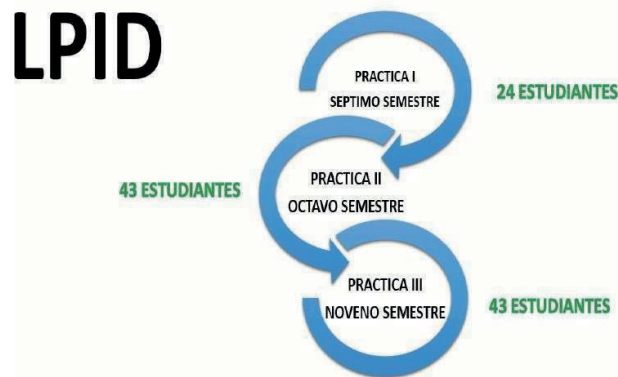 LPID
PRACTICA I
SEPTIMO SEMESTRE
24 ESTUDIANTES
PRACTICA II
OCTAVO SEMESTRE
43 ESTUDIANTES
PRACTICA III
NOVENO SEMESTRE
43 ESTUDIANTES